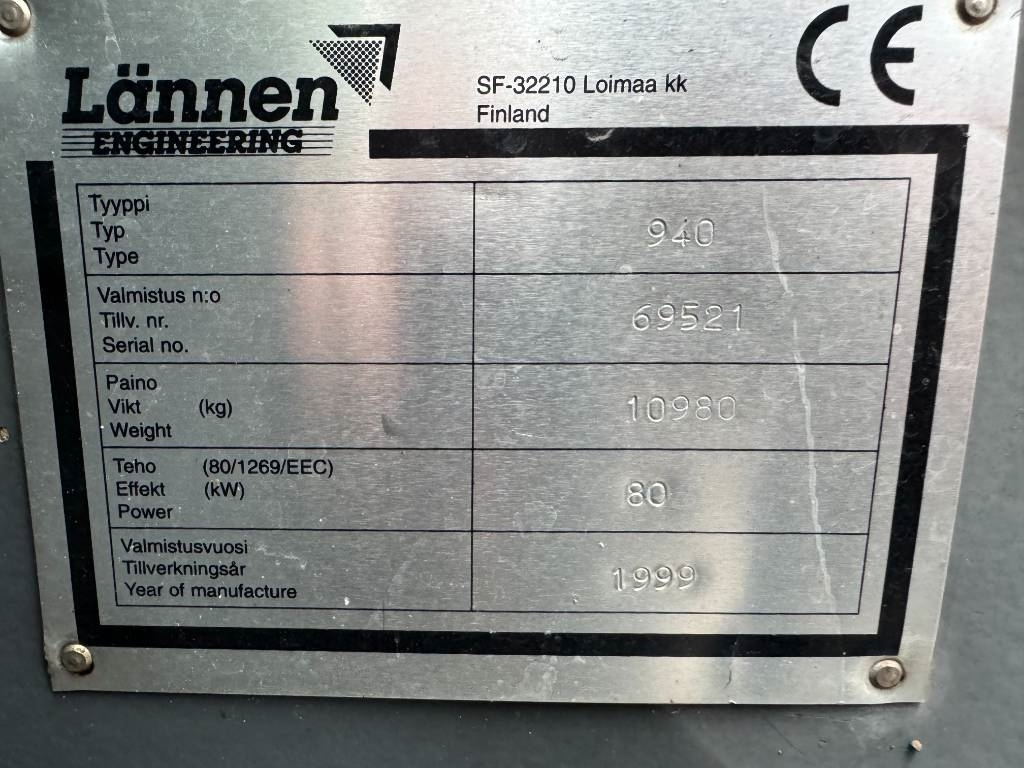 Lännen
ENGINEERING
SF-32210 Loimaa kk
Finland
CE
Tyyppi
Typ
Type
940
Valmistus n:o
Tillv. nr.
Serial no.
69521
Paino
Vikt (kg)
Weight
10980
Teho (80/1269/EEC)
Effekt (kW)
Power
80
Valmistusvuosi
Tillverkningsår
Year of manufacture
1999